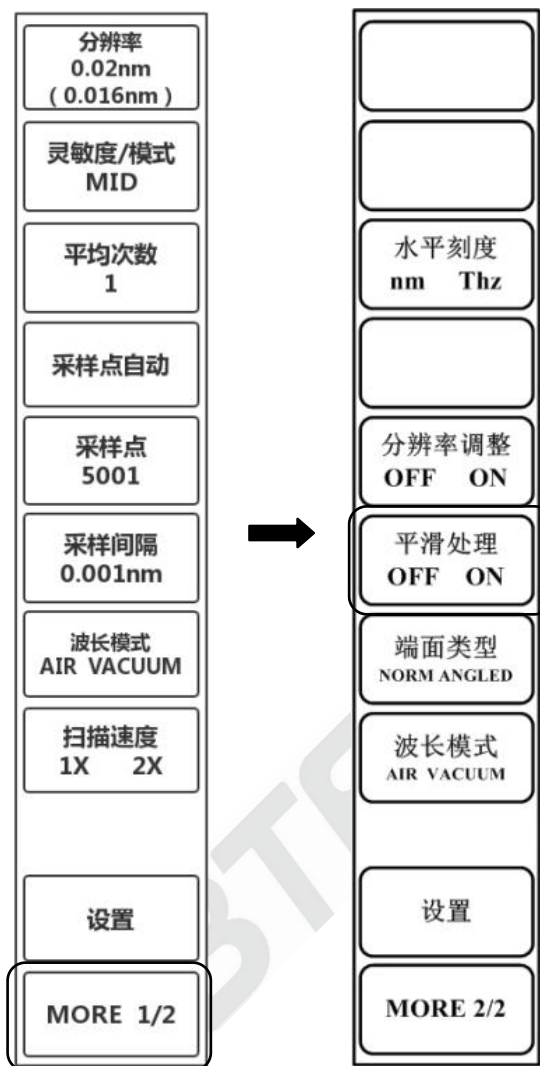 分辨率
0.02nm
(0.016nm)
灵敏度/模式
MID
平均次数
1
采样点自动
采样点
5001
采样间隔
0.001nm
波长模式
AIR VACUUM
扫描速度
1X 2X
设置
MORE 1/2
水平刻度
nm Thz
分辨率调整
OFF ON
平滑处理
OFF ON
端面类型
NORM ANGLED
波长模式
AIR VACUUM
设置
MORE 2/2